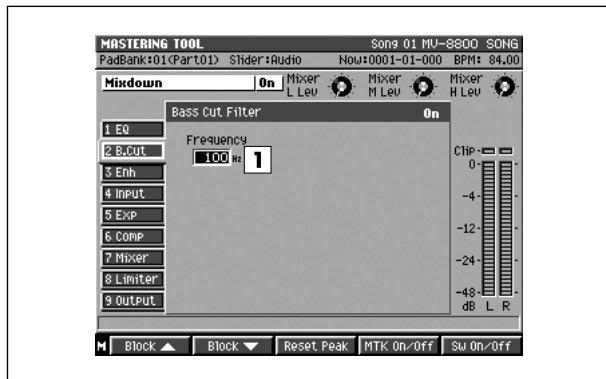 MASTERING TOOL Song 01 MV-8800 SONG
PadBank:01(Part01) Slider:Audio Now:0001-01-000 BPM: 84.00
Mixdown On Mixer L Lev Mixer M Lev Mixer H Lev
Bass Cut Filter On
1 EQ
2 B.Cut
3 Enh
4 Input
5 Exp
6 Comp
7 Mixer
8 Limiter
9 Output
Frequency
100 Hz 1
Clip
0
-4
-12
-24
-48
dB L R
M Block ▲ Block ▼ Reset Peak MTK On/Off Sw On/Off